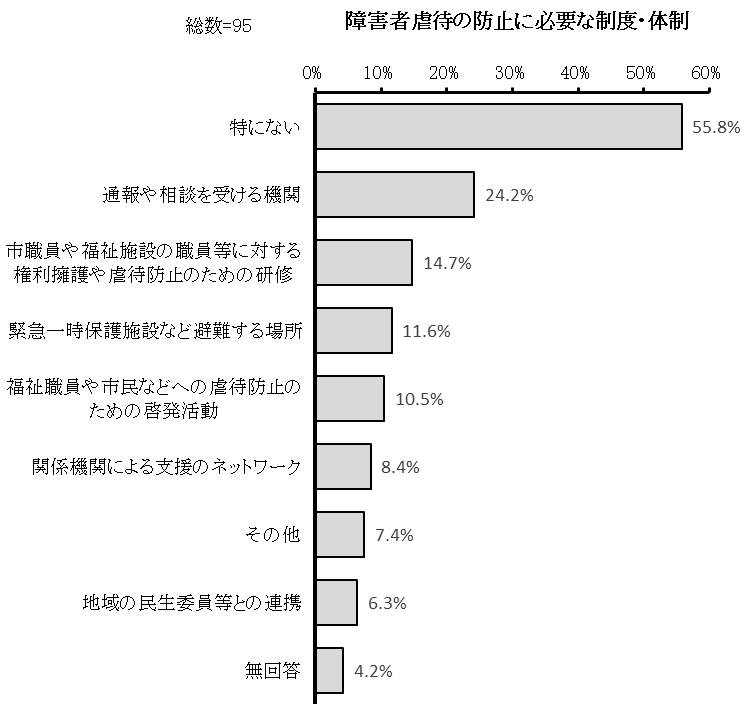 総数=95
障害者虐待の防止に必要な制度・体制
0% 10% 20% 30% 40% 50% 60%
特にない 55.8%
通報や相談を受ける機関 24.2%
市職員や福祉施設の職員等に対する
権利擁護や虐待防止のための研修 14.7%
緊急一時保護施設など避難する場所 11.6%
福祉職員や市民などへの虐待防止の
ための啓発活動 10.5%
関係機関による支援のネットワーク 8.4%
その他 7.4%
地域の民生委員等との連携 6.3%
無回答 4.2%